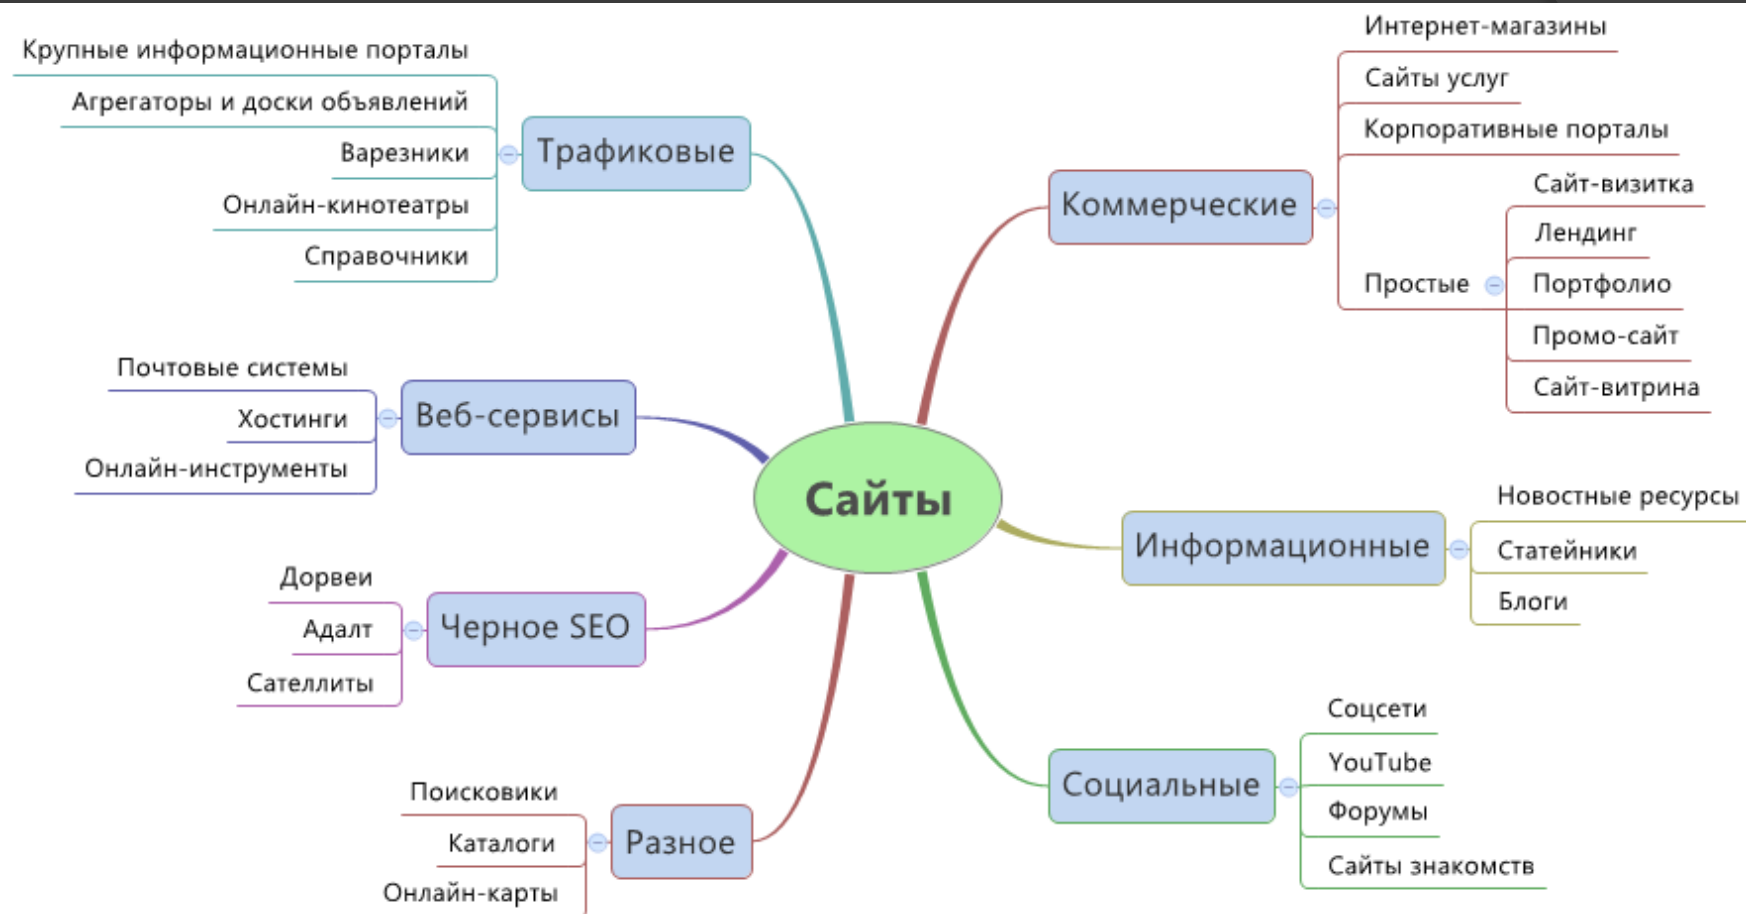 Крупные информационные порталы
Агрегаторы и доски объявлений
Варезники
Онлайн-кинотеатры
Справочники
Трафиковые
Почтовые системы
Хостинги
Онлайн-инструменты
Веб-сервисы
Дорвеи
Адалт
Сателлиты
Черное SEO
Поисковики
Каталоги
Онлайн-карты
Разное
Сайты
Коммерческие
Интернет-магазины
Сайты услуг
Корпоративные порталы
Простые
Сайт-визитка
Лендинг
Портфолио
Промо-сайт
Сайт-витрина
Информационные
Новостные ресурсы
Статейники
Блоги
Социальные
Соцсети
YouTube
Форумы
Сайты знакомств